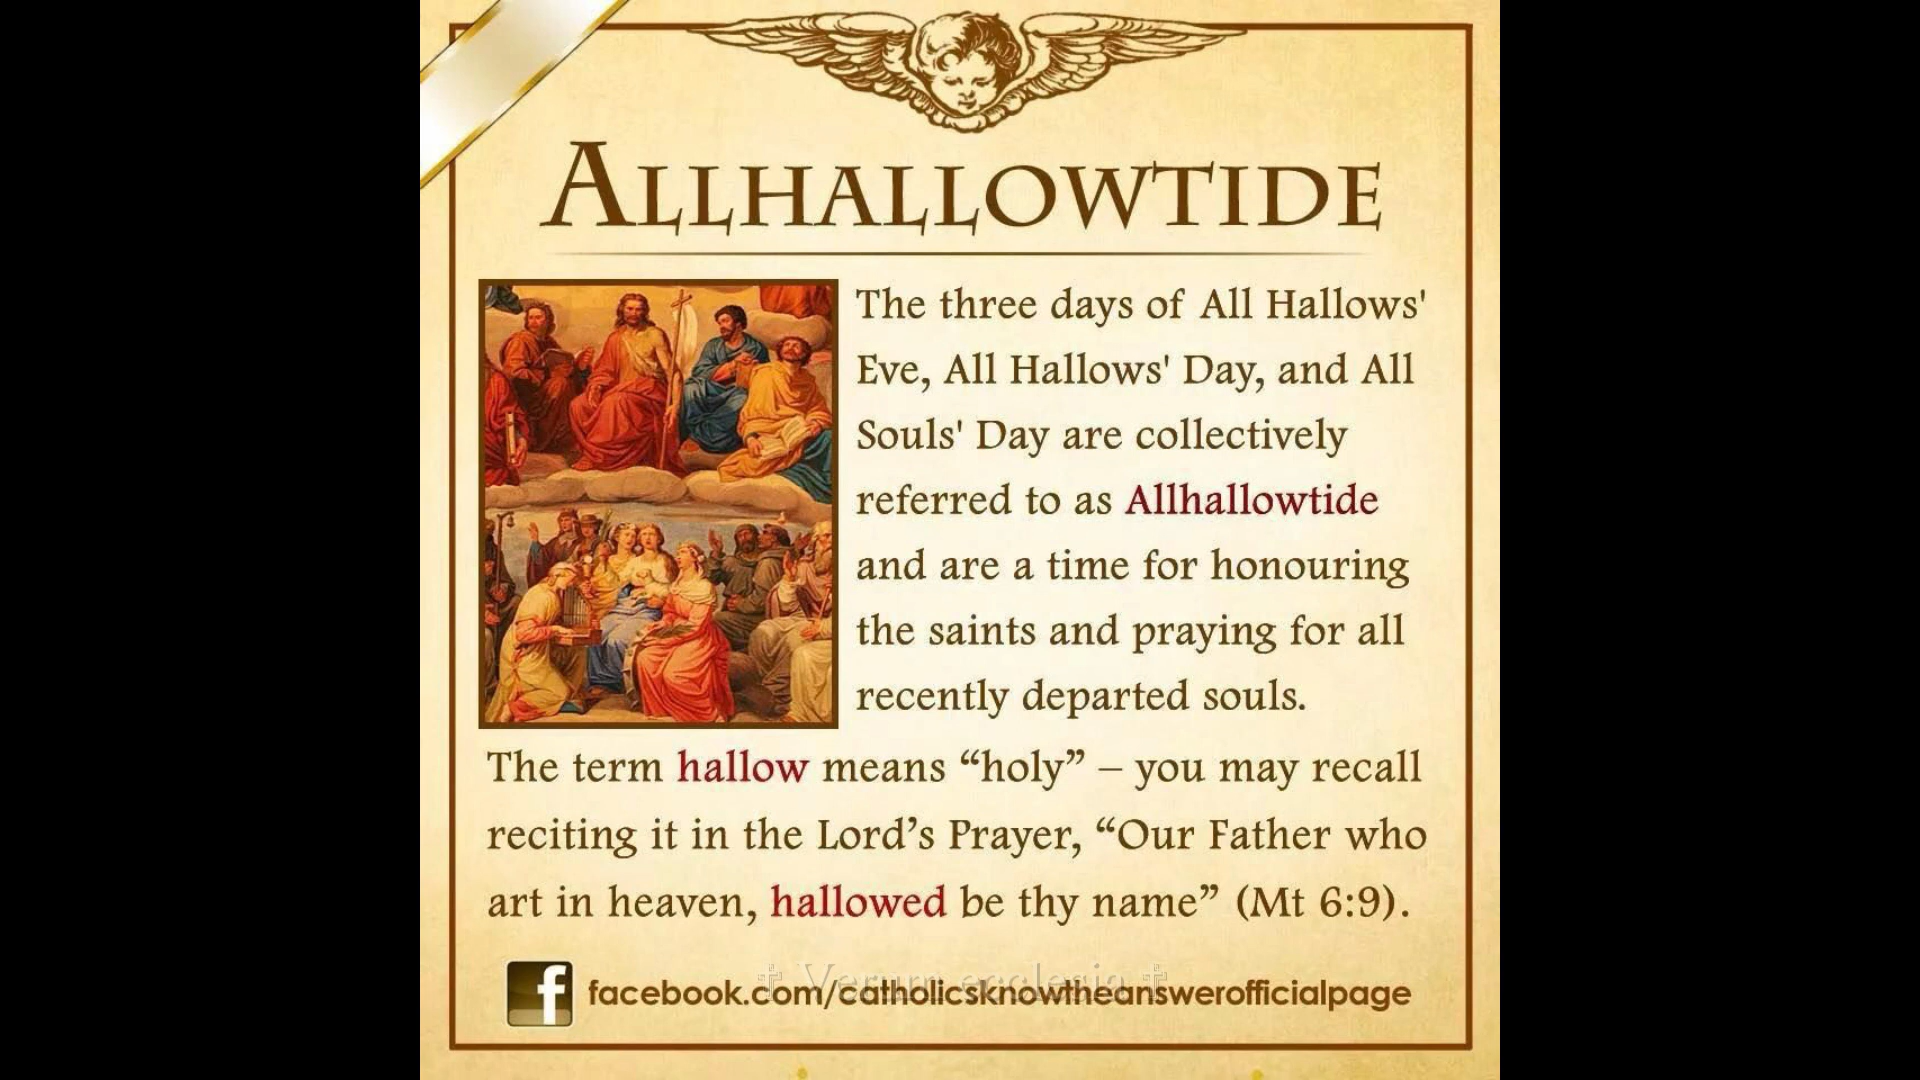 ALLHALLOWTIDE
The three days of All Hallows'
Eve, All Hallows' Day, and All
Souls' Day are collectively
referred to as Allhallowtide
and are a time for honouring
the saints and praying for all
recently departed souls.
The term hallow means “holy” – you may recall
reciting it in the Lord’s Prayer, “Our Father who
art in heaven, hallowed be thy name” (Mt 6:9).
✝ Verum ecclesia ✝
f facebook.com/catholicsknowtheanswerofficialpage